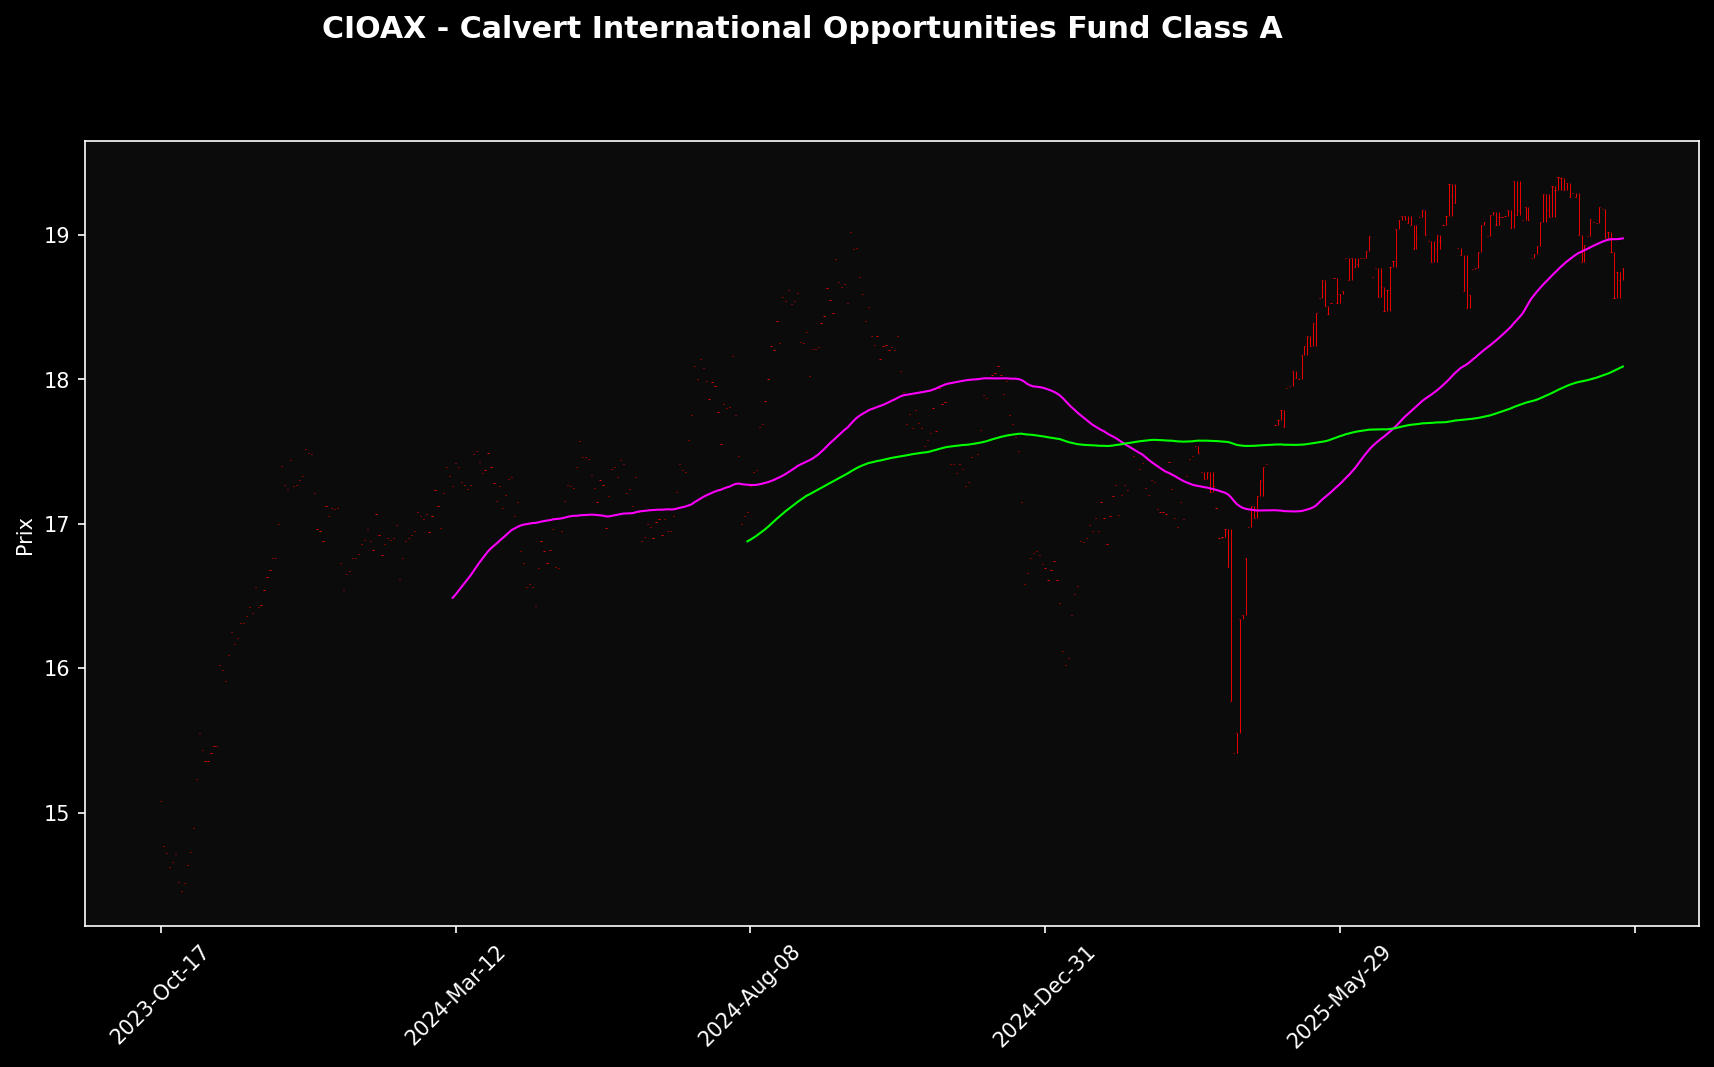 CIOAX - Calvert International Opportunities Fund Class A
Prix
19
18
17
16
15
2023-Oct-17
2024-Mar-12
2024-Aug-08
2024-Dec-31
2025-May-29